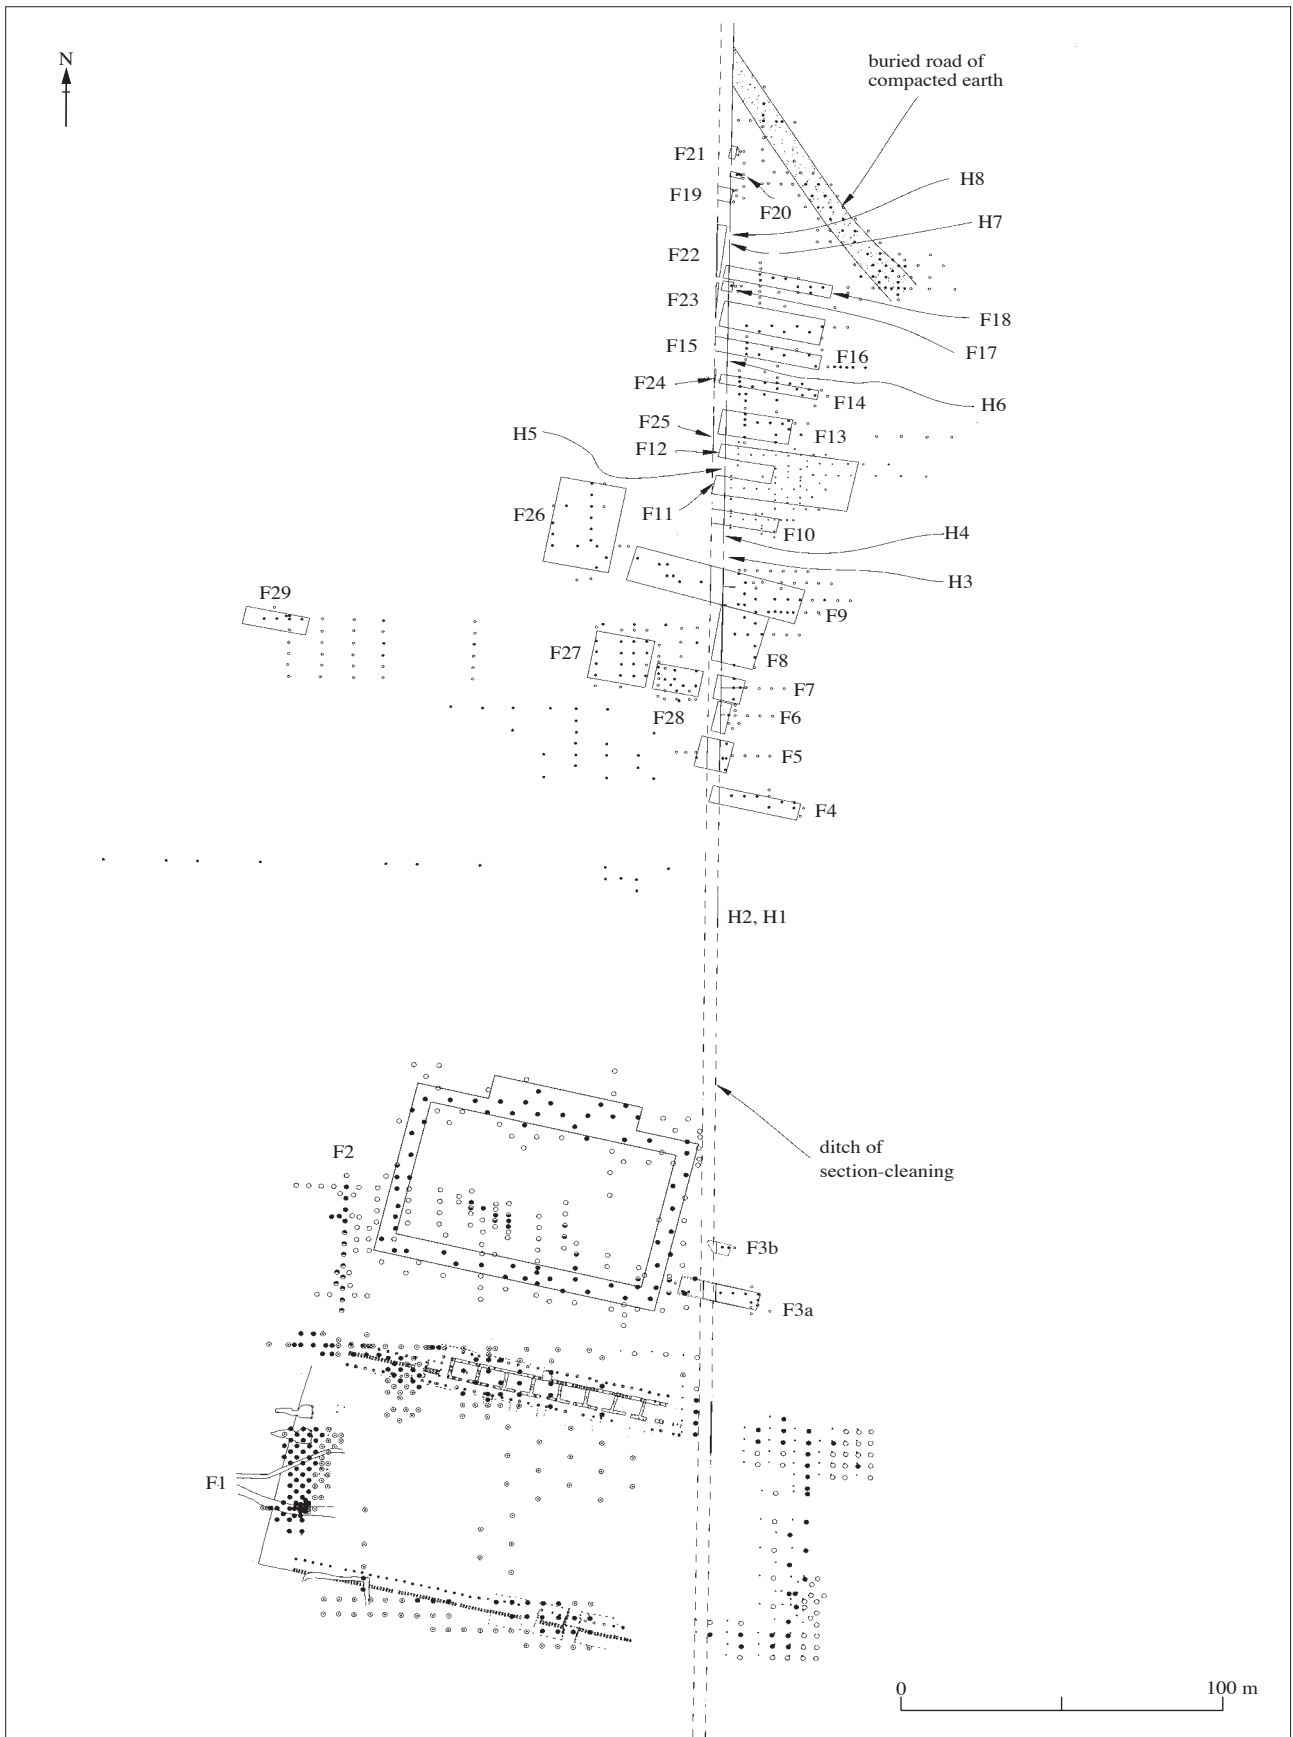 N
buried road of
compacted earth
F21
H8
F19
F20
H7
F22
F23
F18
F15
F16
F17
F24
F14
H6
F25
F13
H5
F12
F26
F11
F10
H4
H3
F29
F9
F27
F8
F7
F28
F6
F5
F4
H2, H1
ditch of
section-cleaning
F2
F3b
F3a
F1
0
100 m